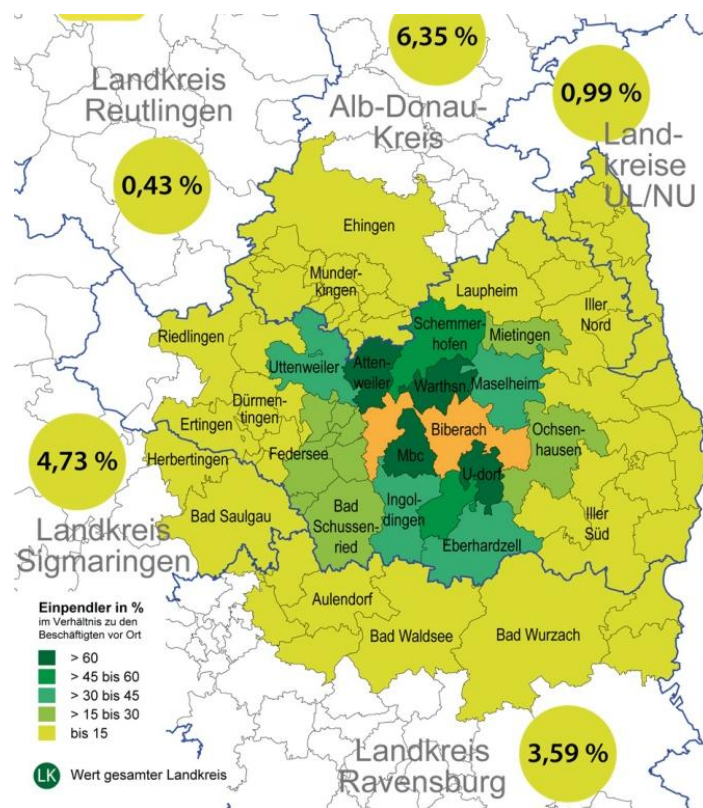 6,35 %
Landkreis
Reutlingen
Alb-Donau-
Kreis
0,99 %
Land-
kreise
UL/NU
0,43 %
Ehingen
Munder-
kingen
Laupheim
Iller
Nord
Schemmer-
hofen
Mietingen
Riedlingen
Uttenweiler
Atten-
weiler
Warthsn.
Maselheim
Dürmen-
tingen
Ertingen
Biberach
Ochsen-
hausen
4,73 %
Herbertingen
Federsee
Mbc
U-dorf
Landkreis
Sigmaringen
Bad Saulgau
Bad
Schussen-
ried
Ingol-
dingen
Eberhardzell
Iller
Süd
Aulendorf
Bad Waldsee
Bad Wurzach
Einpendler in %
im Verhältnis zu den
Beschäftigten vor Ort
> 60
> 45 bis 60
> 30 bis 45
> 15 bis 30
bis 15
LK Wert gesamter Landkreis
Landkreis
Ravensburg
3,59 %